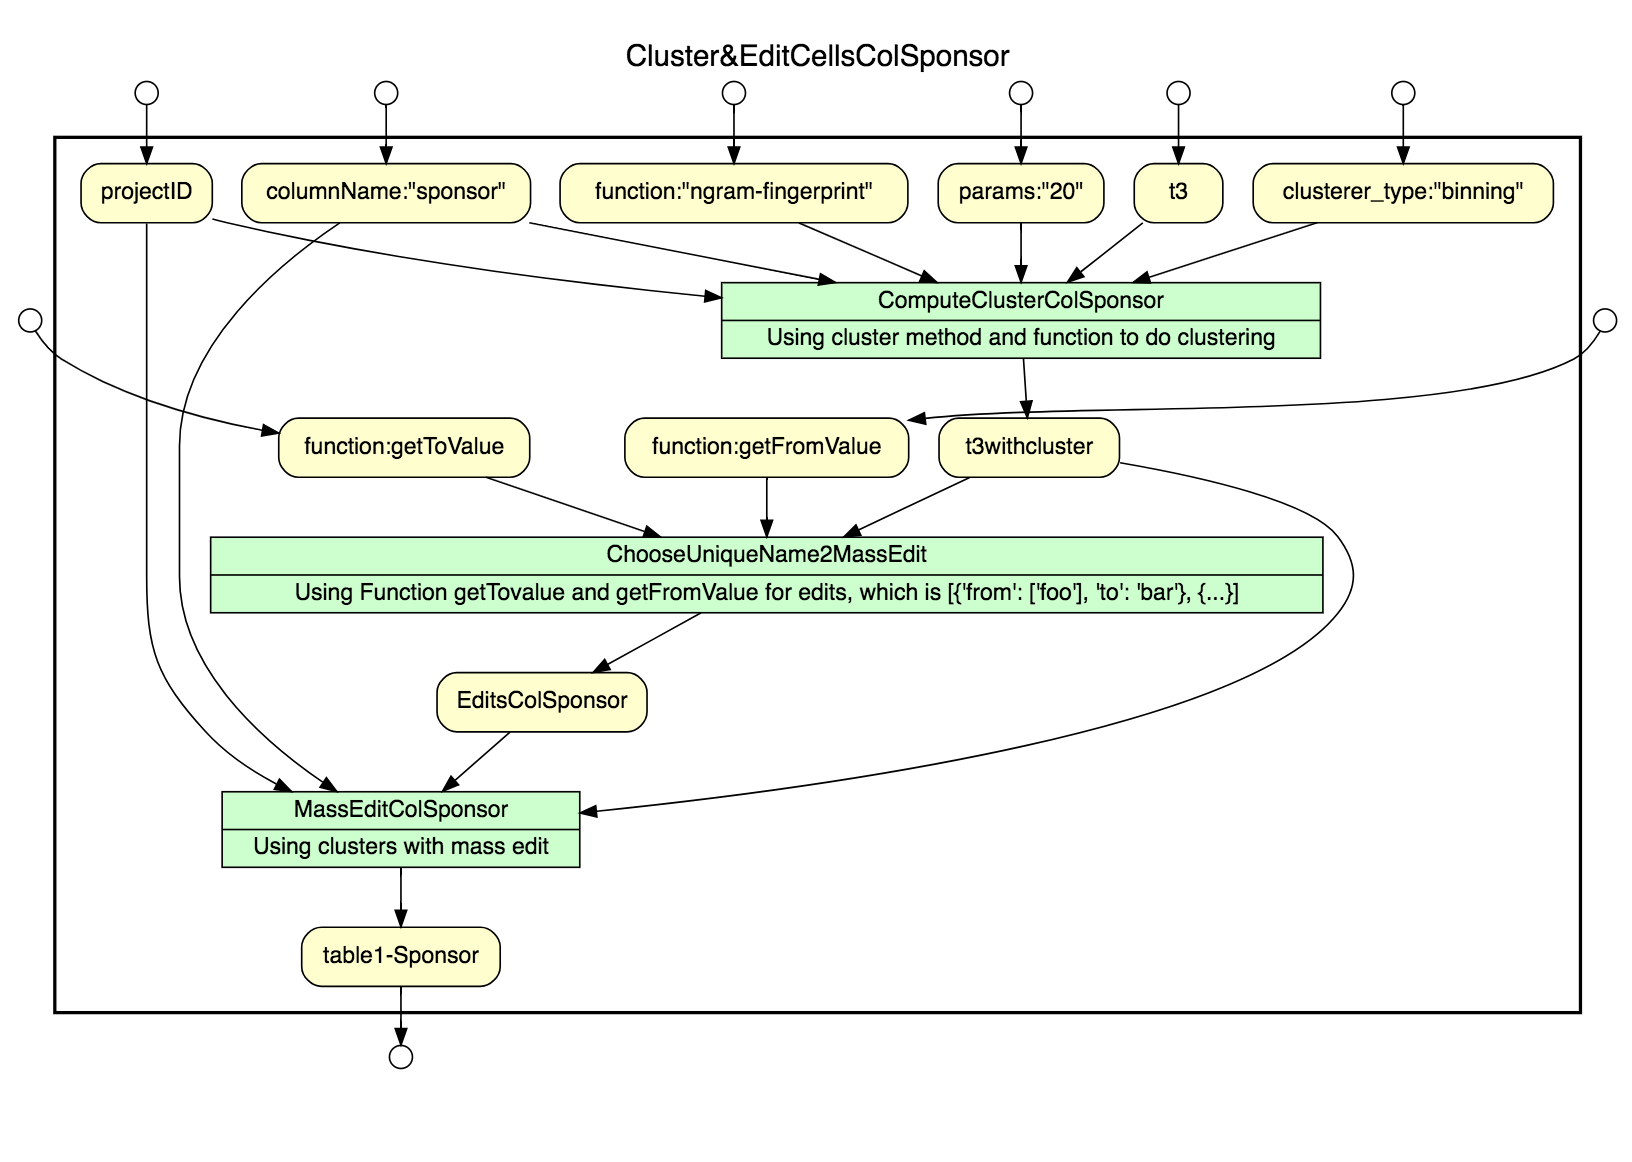 Cluster&EditCellsColSponsor
projectID
columnName:"sponsor"
function:"ngram-fingerprint"
params:"20"
t3
clusterer_type:"binning"
ComputeClusterColSponsor
Using cluster method and function to do clustering
function:getToValue
function:getFromValue
t3withcluster
ChooseUniqueName2MassEdit
Using Function getTovalue and getFromValue for edits, which is [{'from': ['foo'], 'to': 'bar'}, {...}]
EditsColSponsor
MassEditColSponsor
Using clusters with mass edit
table1-Sponsor